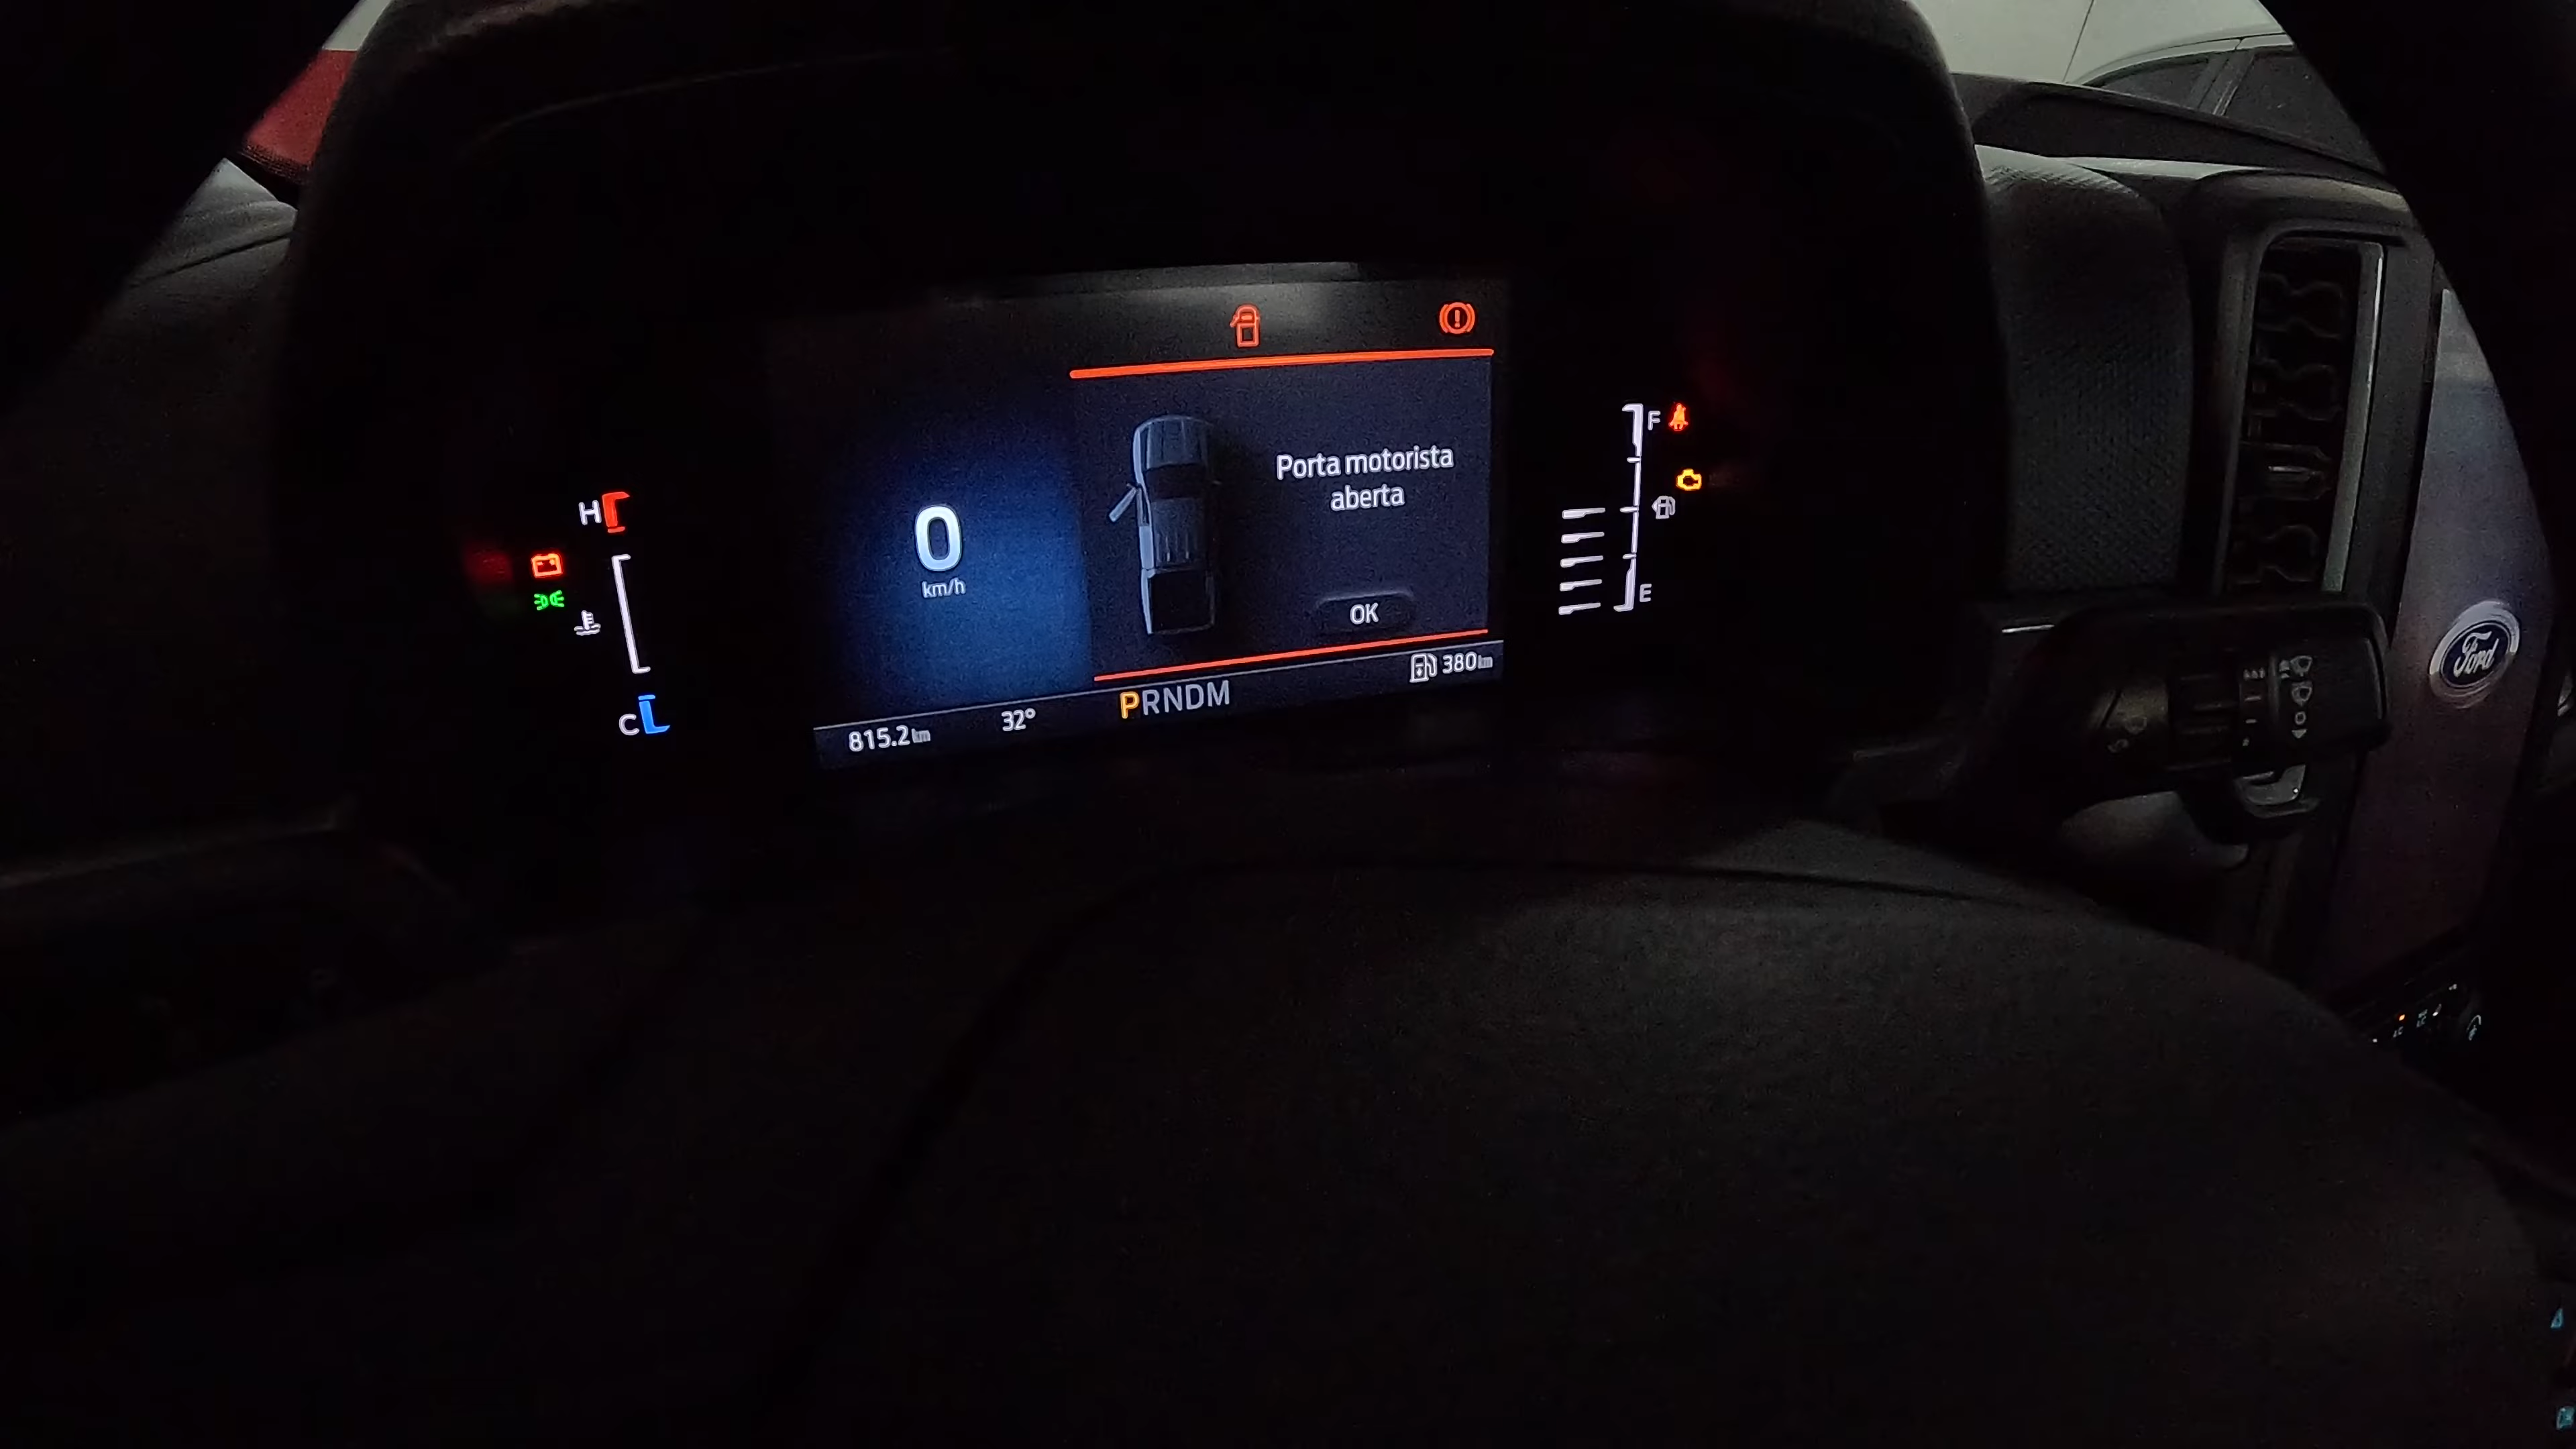 H
C
0
km/h
Porta motorista
aberta
OK
F
E
380km
PRNDM
32°
815.2km
Ford